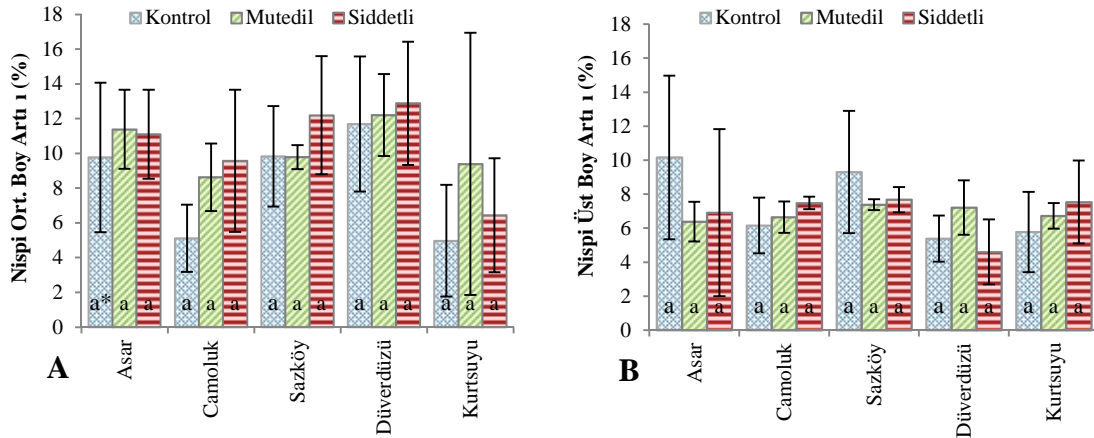 Kontrol Mutedil Siddetli
Nispi Ort. Boy Artı ı (%)
18
16
14
12
10
8
6
4
2
0
a* a a a a a a a a a a a a a a
Asar
Camoluk
Sazköy
Düverdüzü
Kurtsuyu
A
Kontrol Mutedil Siddetli
Nispi Üst Boy Artı ı (%)
18
16
14
12
10
8
6
4
2
0
a a a a a a a a a a a a a a a
Asar
Camoluk
Sazköy
Düverdüzü
Kurtsuyu
B